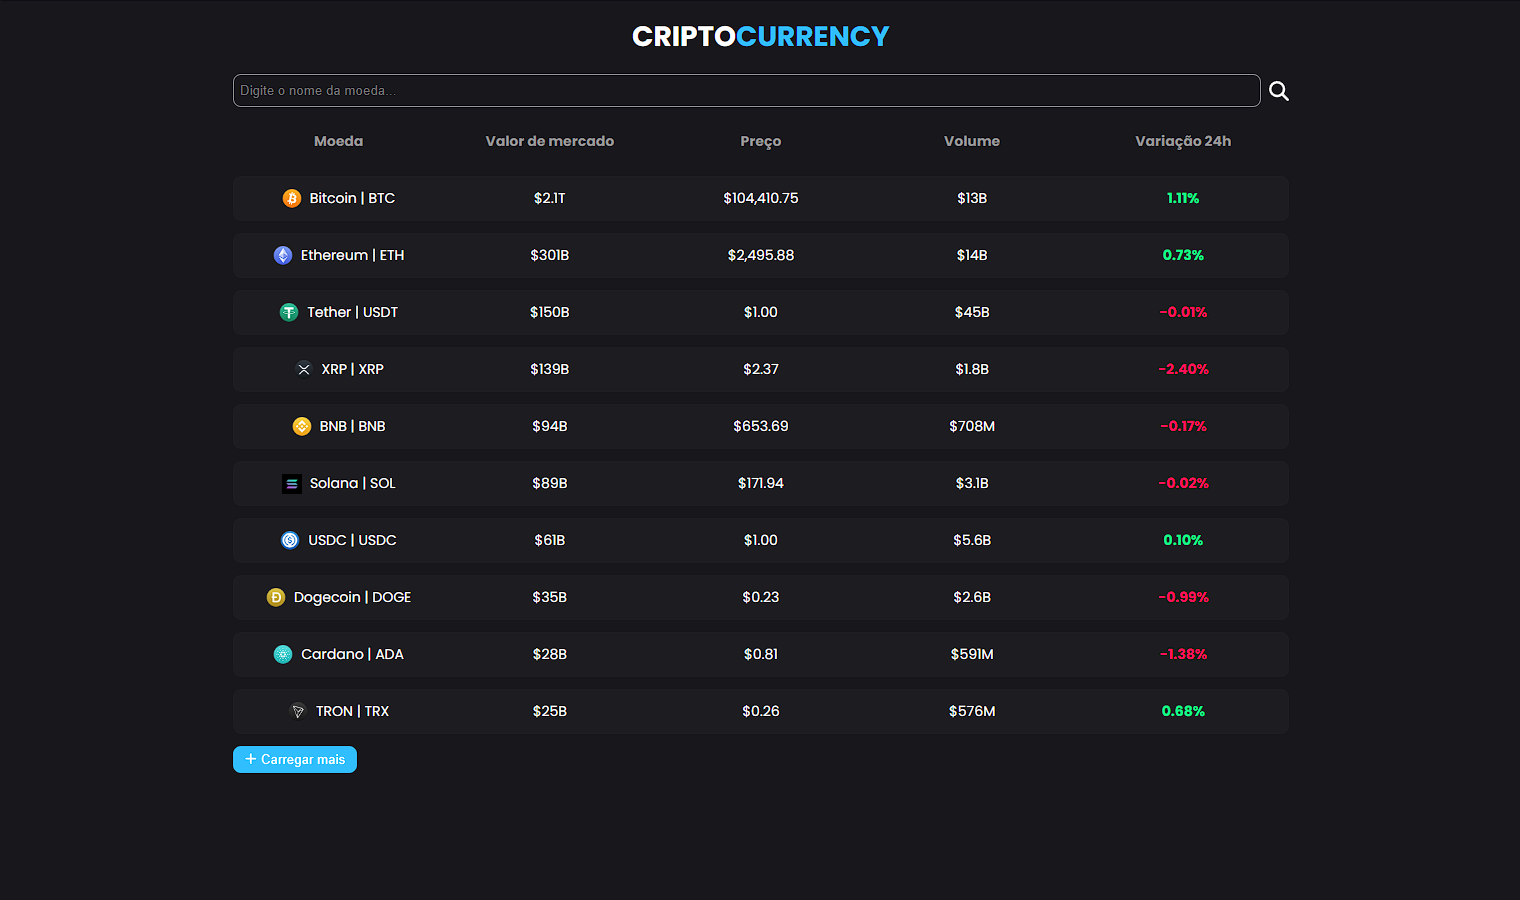 CRIPTOCURRENCY
Digite o nome da moeda...
Moeda Valor de mercado Preço Volume Variação 24h
Bitcoin | BTC $2.1T $104,410.75 $13B 1.11%
Ethereum | ETH $301B $2,495.88 $14B 0.73%
Tether | USDT $150B $1.00 $45B -0.01%
XRP | XRP $139B $2.37 $1.8B -2.40%
BNB | BNB $94B $653.69 $708M -0.17%
Solana | SOL $89B $171.94 $3.1B -0.02%
USDC | USDC $61B $1.00 $5.6B 0.10%
Dogecoin | DOGE $35B $0.23 $2.6B -0.99%
Cardano | ADA $28B $0.81 $591M -1.38%
TRON | TRX $25B $0.26 $576M 0.68%
+ Carregar mais